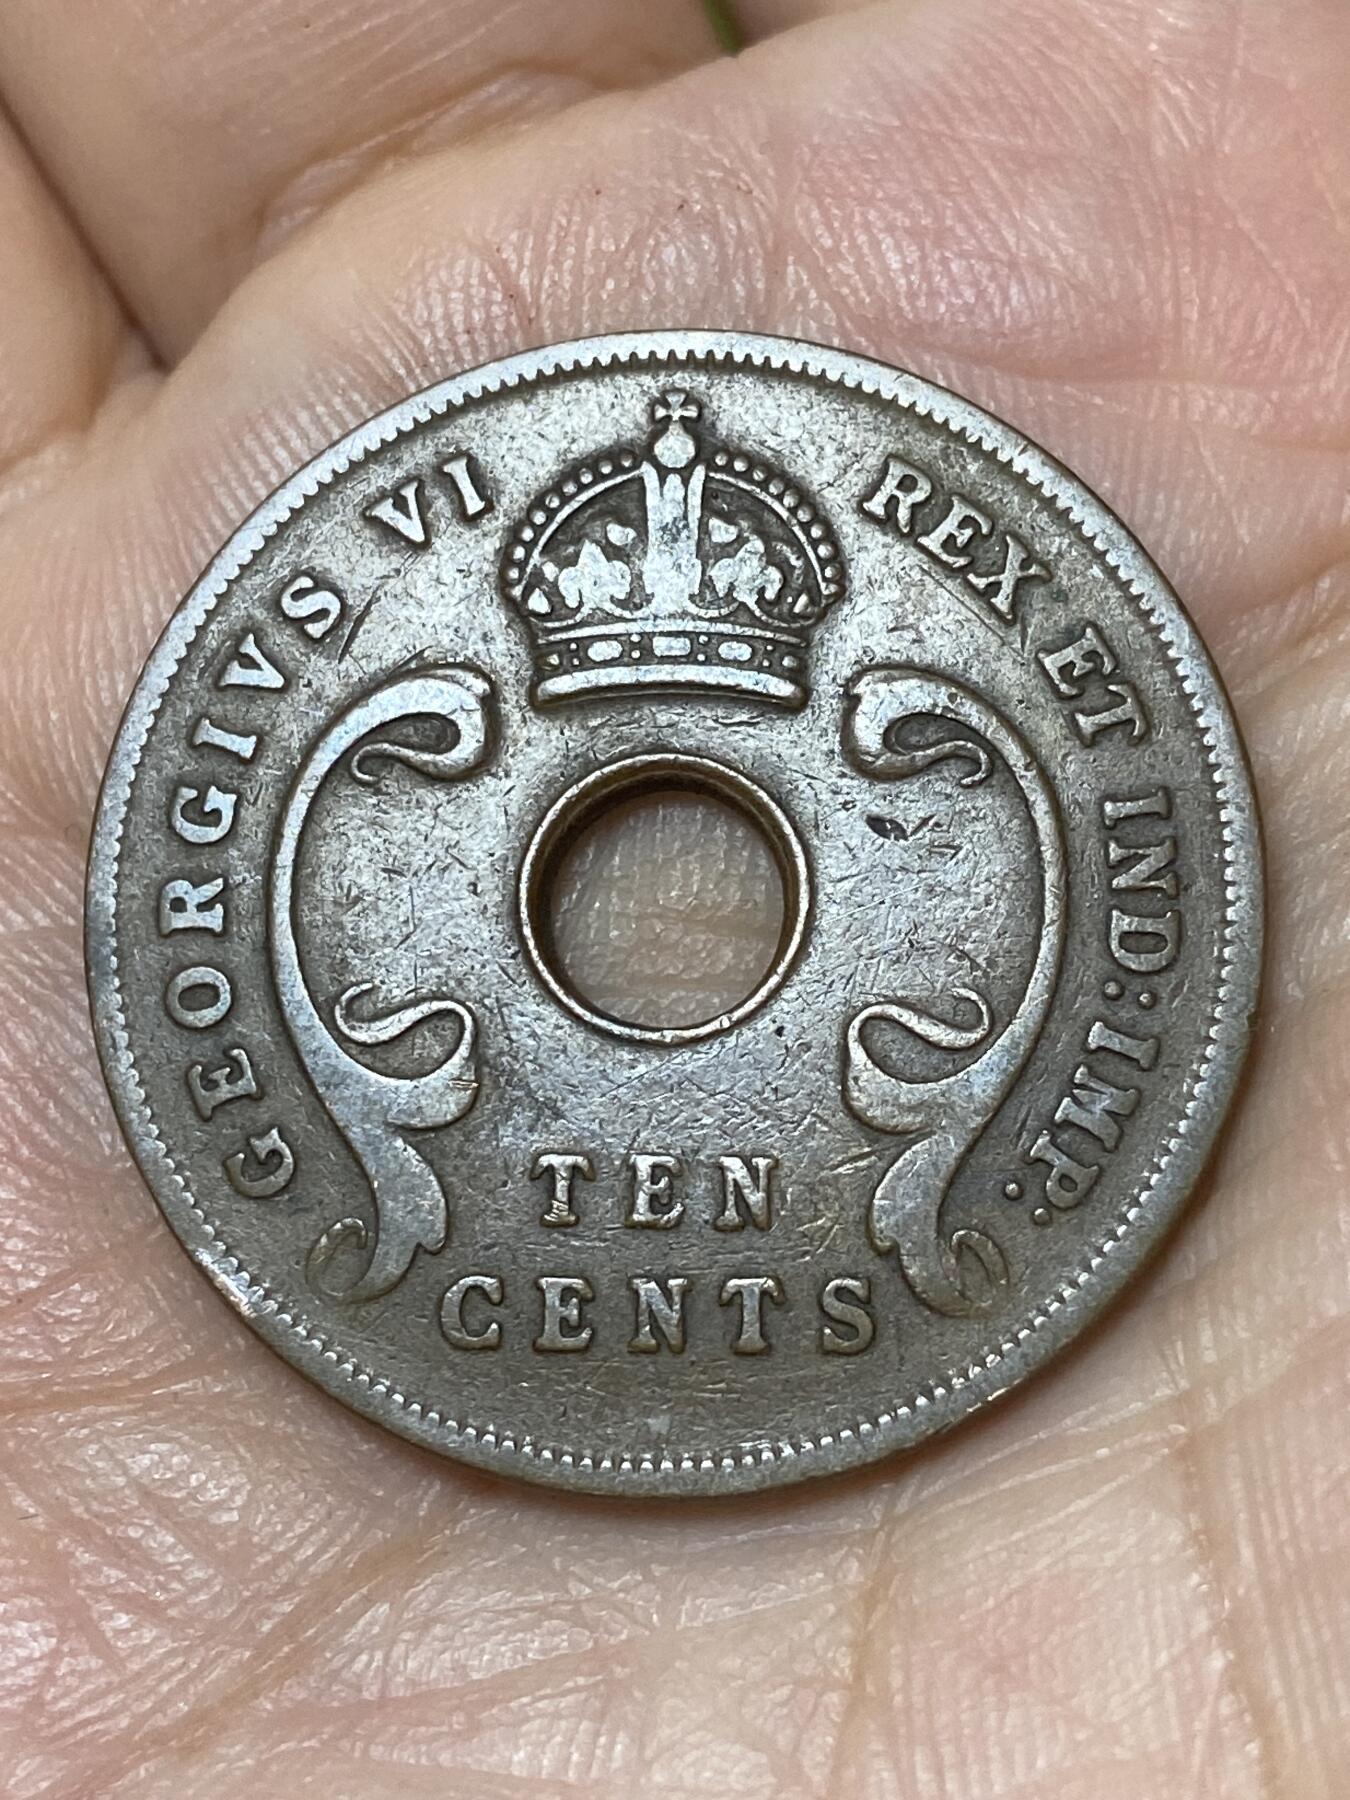 GEORGIVS VI REX ET IND:IMP:
TEN
CENTS